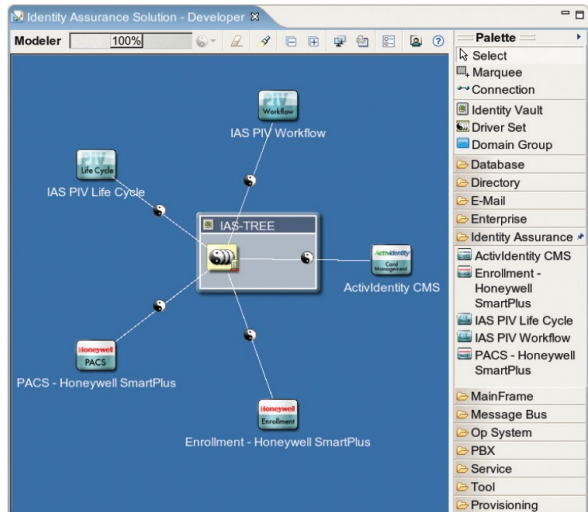 Identity Assurance Solution - Developer
Modeler
100%
PIV
Workflow
IAS PIV Workflow
PIV
Life Cycle
IAS PIV Life Cycle
IAS-TREE
ActivIdentity
Card
Management
ActivIdentity CMS
Honeywell
PACS
PACS - Honeywell SmartPlus
Honeywell
Enrollment
Enrollment - Honeywell SmartPlus
Palette
Select
Marquee
Connection
Identity Vault
Driver Set
Domain Group
Database
Directory
E-Mail
Enterprise
Identity Assurance
ActivIdentity CMS
Enrollment -
Honeywell
SmartPlus
IAS PIV Life Cycle
IAS PIV Workflow
PACS - Honeywell
SmartPlus
MainFrame
Message Bus
Op System
PBX
Service
Tool
Provisioning